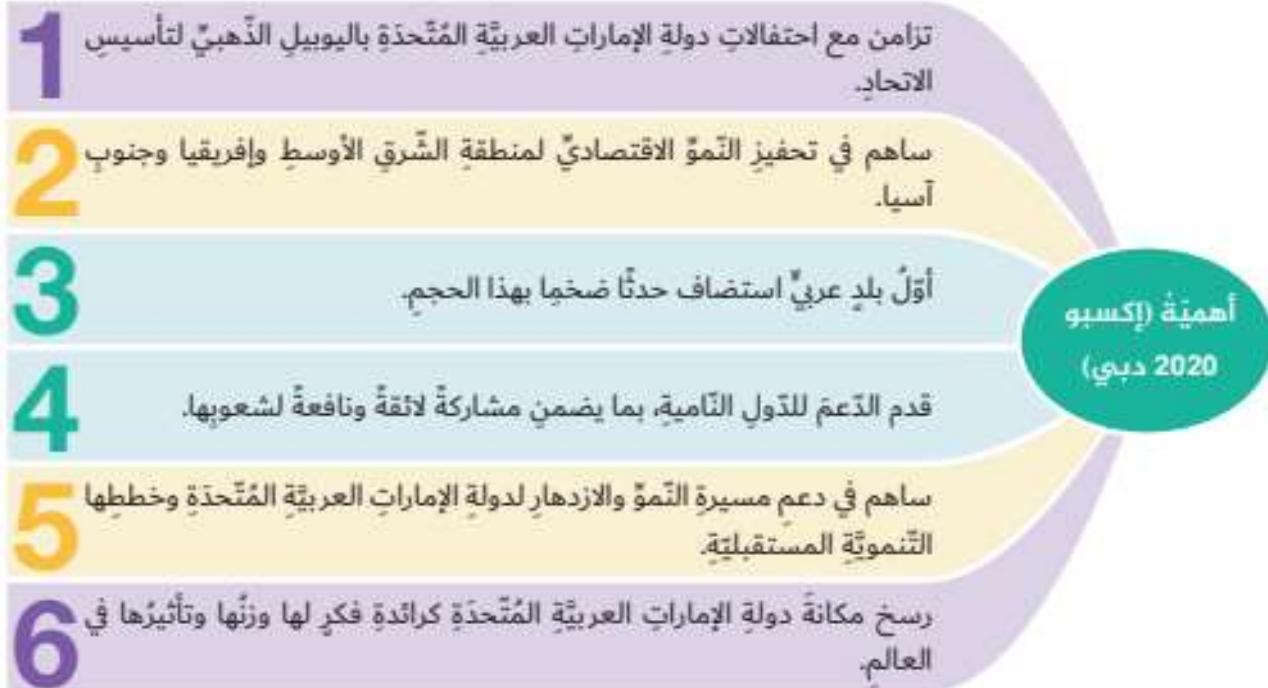 أهميّةُ (إكسبو
2020 دبي)
1
تزامن مع احتفالاتِ دولةِ الإماراتِ العربيَّةِ المُتّحدَةِ باليوبيلِ الذّهبيِّ لتأسيسِ
الاتحادِ.
2
ساهم في تحفيزِ النّموِّ الاقتصاديِّ لمنطقةِ الشّرقِ الأوسطِ وإفريقيا وجنوبِ
آسيا.
3
أوّلُ بلدٍ عربيٍّ استضاف حدثًا ضخمِا بهذا الحجمِ.
4
قدم الدّعمَ للدّولِ النّاميةِ، بما يضمنِ مشاركةً لائقةً ونافعةً لشعوبِها.
5
ساهم في دعمِ مسيرةِ النّموِّ والازدهارِ لدولةِ الإماراتِ العربيَّةِ المُتّحدَةِ وخططِها
التّنمويَّةِ المستقبليّةِ.
6
رسخ مكانةَ دولةِ الإماراتِ العربيَّةِ المُتّحدَةِ كرائدةِ فكرٍ لها وزنُها وتأثيرُها في
العالمِ.